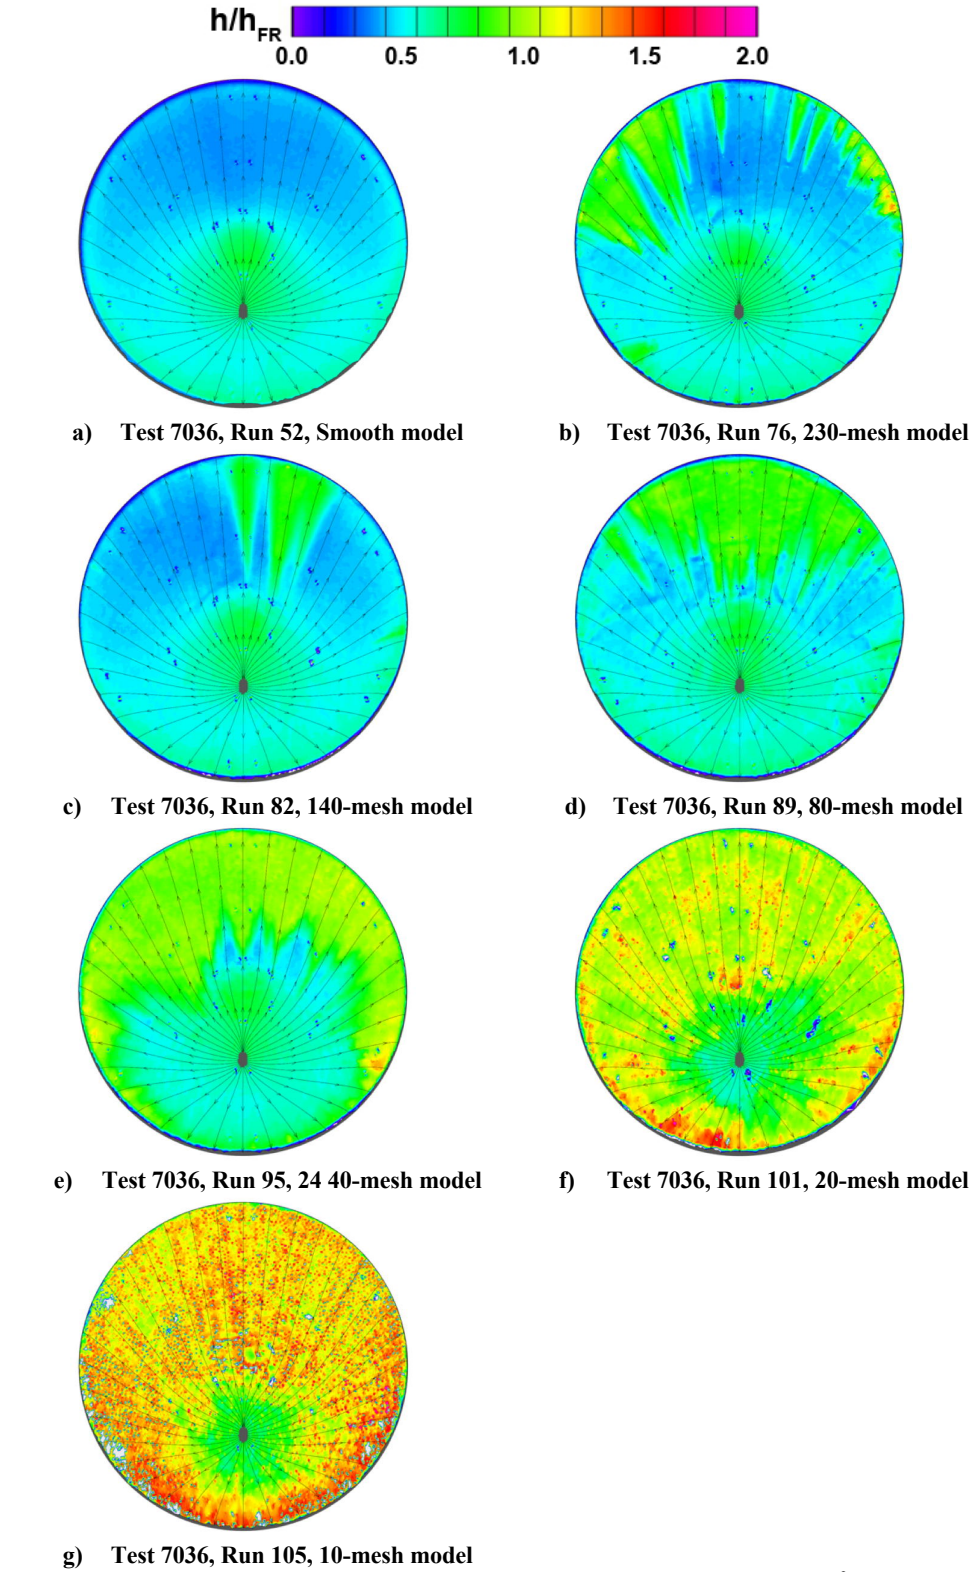 h/hFR
0.0 0.5 1.0 1.5 2.0
a) Test 7036, Run 52, Smooth model
b) Test 7036, Run 76, 230-mesh model
c) Test 7036, Run 82, 140-mesh model
d) Test 7036, Run 89, 80-mesh model
e) Test 7036, Run 95, 24 40-mesh model
f) Test 7036, Run 101, 20-mesh model
g) Test 7036, Run 105, 10-mesh model